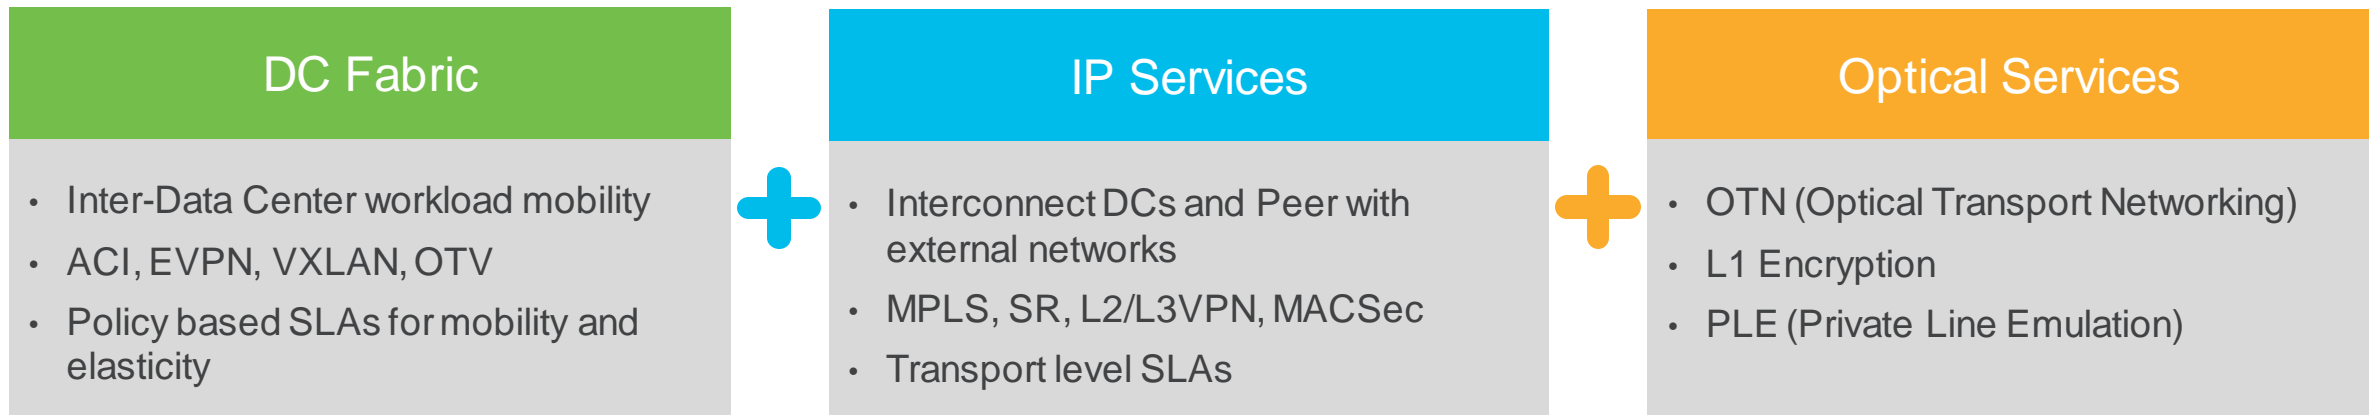 DC Fabric
• Inter-Data Center workload mobility
• ACI, EVPN, VXLAN, OTV
• Policy based SLAs for mobility and
elasticity
IP Services
• Interconnect DCs and Peer with
external networks
• MPLS, SR, L2/L3VPN, MACSec
• Transport level SLAs
Optical Services
• OTN (Optical Transport Networking)
• L1 Encryption
• PLE (Private Line Emulation)